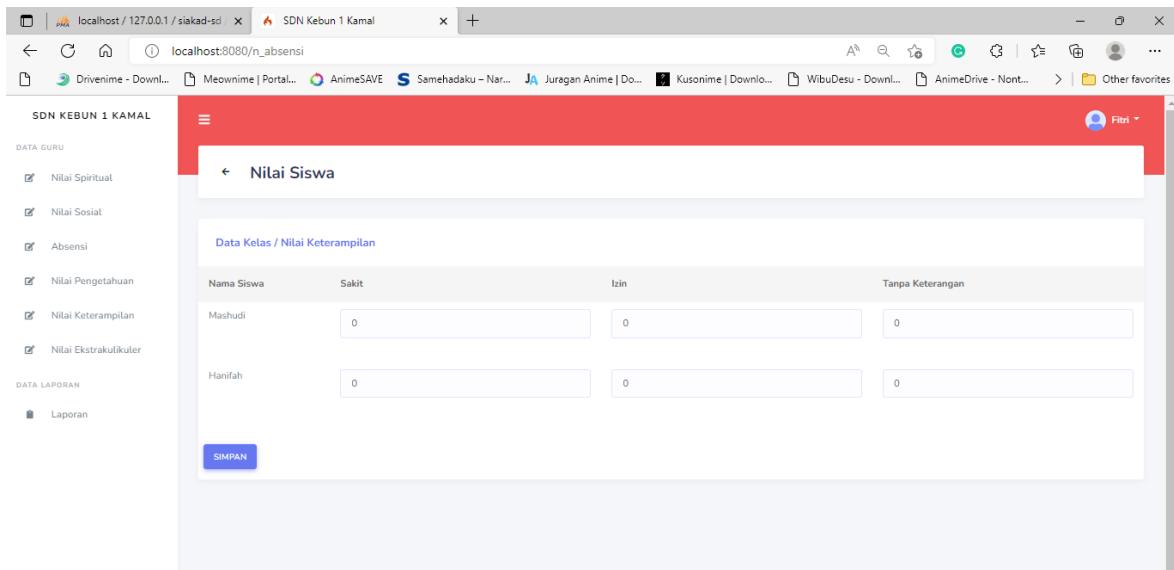 localhost / 127.0.0.1 / siakad-sd /
SDN Kebun 1 Kamal
localhost:8080/n_absensi
Drivenime - Downl...
Meownime | Portal...
AnimeSAVE
Samehadaku – Nar...
Juragan Anime | Do...
Kusonime | Downlo...
WibuDesu - Downl...
AnimeDrive - Nont...
Other favorites
SDN KEBUN 1 KAMAL
Fitri
DATA GURU
Nilai Spiritual
Nilai Sosial
Absensi
Nilai Pengetahuan
Nilai Keterampilan
Nilai Ekstrakulikuler
DATA LAPORAN
Laporan
Nilai Siswa
Data Kelas / Nilai Keterampilan
Nama Siswa Sakit Izin Tanpa Keterangan
Mashudi 0 0 0
Hanifah 0 0 0
SIMPAN